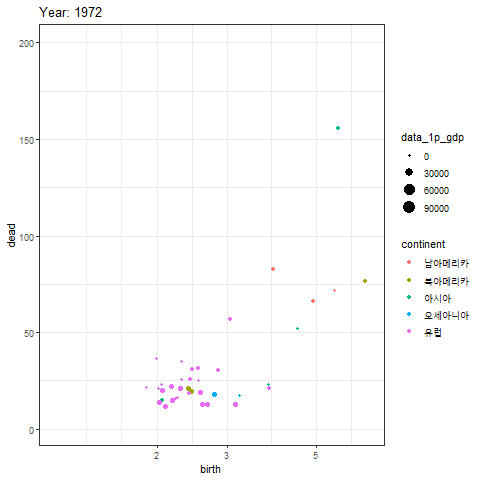 Year: 1972
200
150
100
50
0
dead
2
3
5
birth
data_1p_gdp
0
30000
60000
90000
continent
남아메리카
북아메리카
아시아
오세아니아
유럽